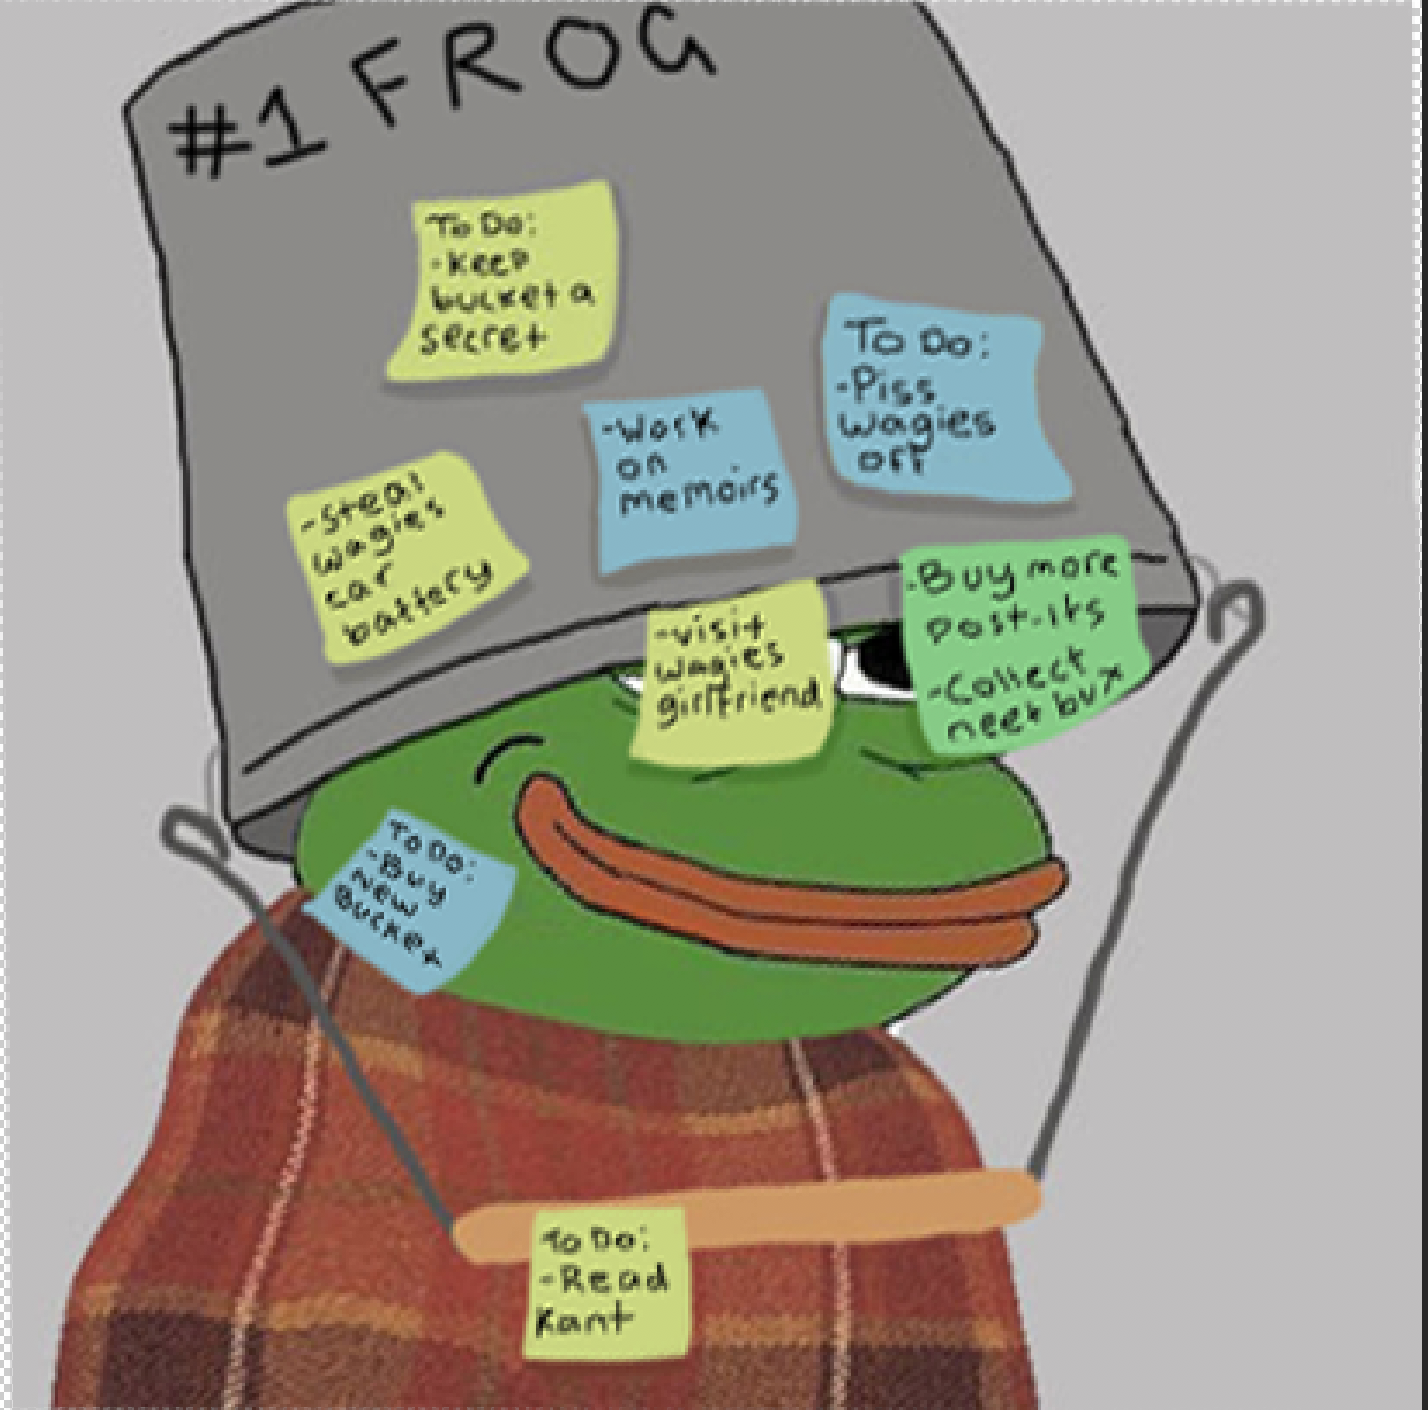 #1 FROG
To Do:
-Keep
bucket a
secret
To Do:
-Piss
wagies
off
-Work
on
memoirs
-Steal
wagies
car
battery
-Buy more
post-its
-Collect
neet bux
-visit
wagies
girlfriend
To Do:
-Buy
New
Bucket
To Do:
-Read
Kant